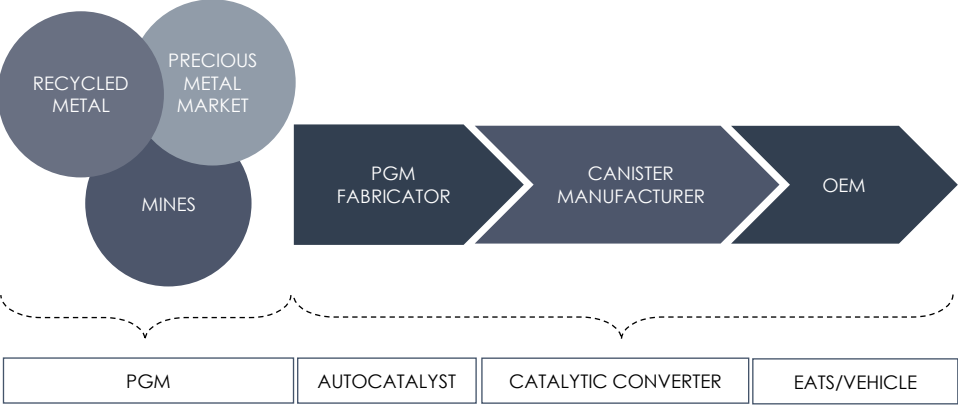 RECYCLED
METAL
PRECIOUS
METAL
MARKET
MINES
PGM
FABRICATOR
CANISTER
MANUFACTURER
OEM
PGM
AUTOCATALYST
CATALYTIC CONVERTER
EATS/VEHICLE